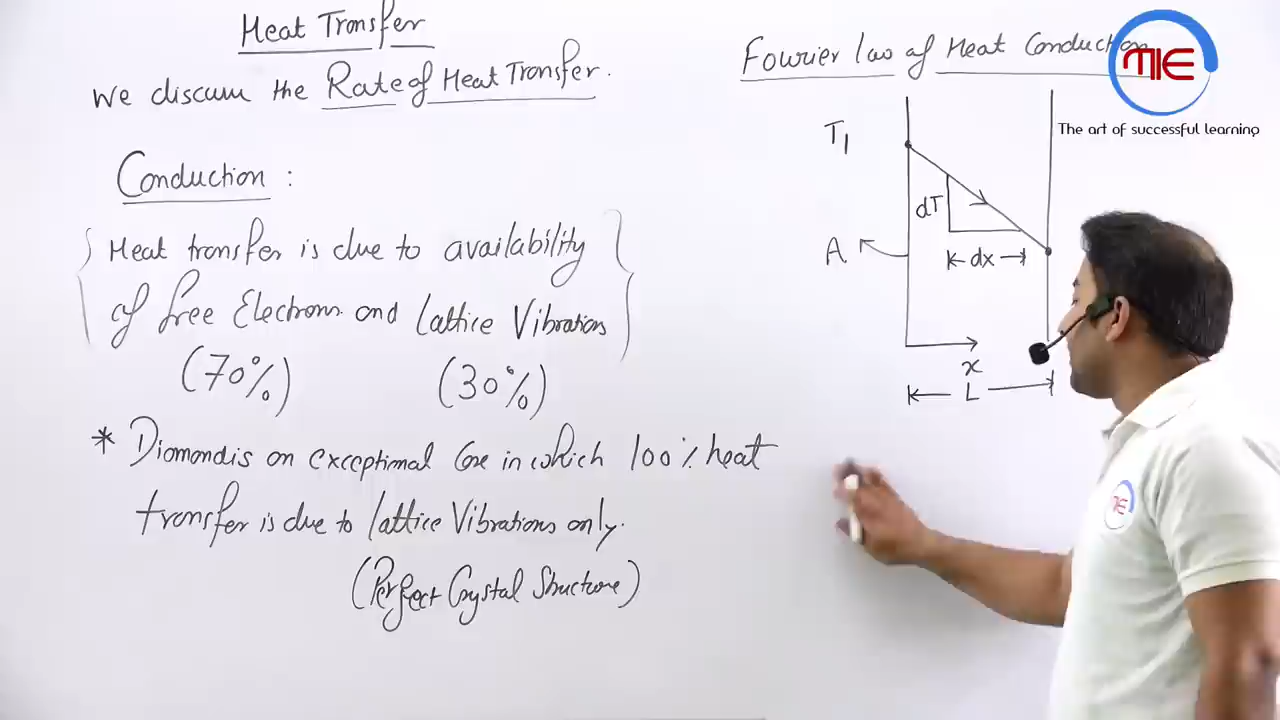 Heat Transfer
We discuss the Rate of Heat Transfer.
Conduction :
Heat transfer is due to availability
of free Electrons and Lattice Vibrations
(70%) (30%)
* Diamond is an exceptional Case in which 100% heat
transfer is due to lattice Vibrations only.
(Perfect Crystal Structure)
Fourier law of Heat Conduction
MIE
The art of successful learning
T1
dT
A
dx
x
L
MIE